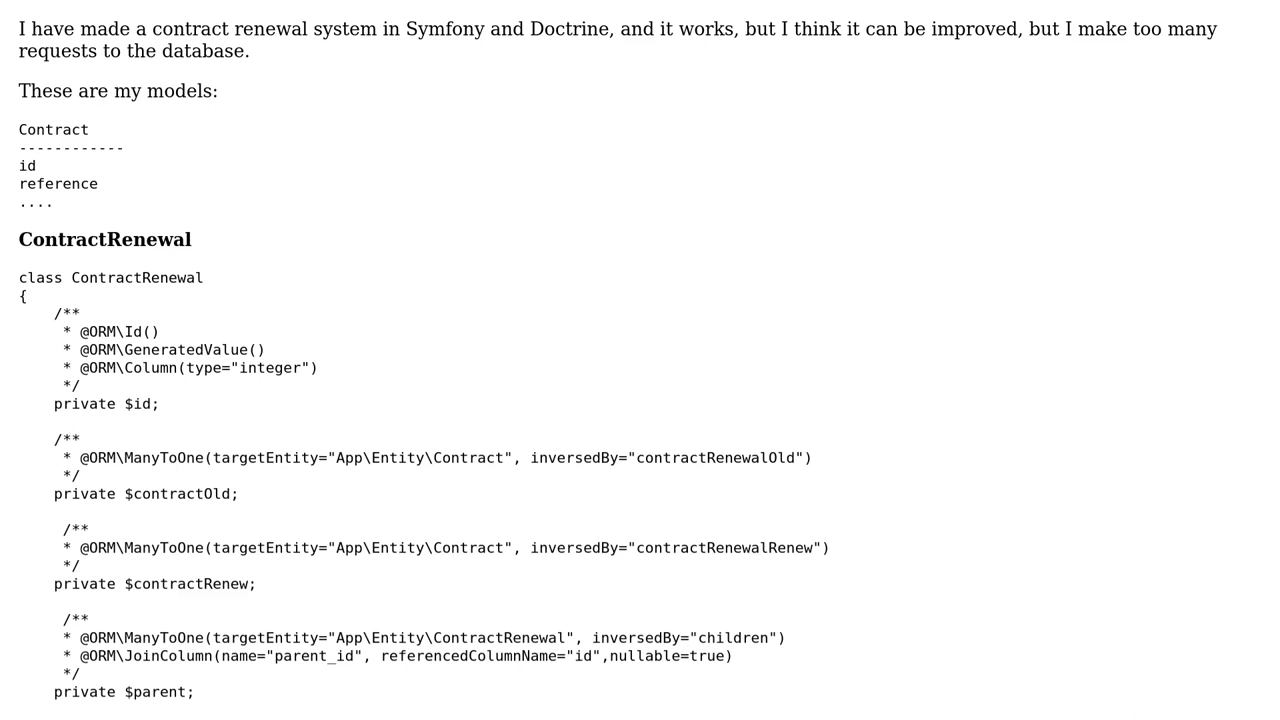 I have made a contract renewal system in Symfony and Doctrine, and it works, but I think it can be improved, but I make too many
requests to the database.
These are my models:
Contract
------------
id
reference
....
ContractRenewal
class ContractRenewal
{
    /**
     * @ORM\Id()
     * @ORM\GeneratedValue()
     * @ORM\Column(type="integer")
     */
    private $id;
    /**
     * @ORM\ManyToOne(targetEntity="App\Entity\Contract", inversedBy="contractRenewalOld")
     */
    private $contractOld;
     /**
     * @ORM\ManyToOne(targetEntity="App\Entity\Contract", inversedBy="contractRenewalRenew")
     */
    private $contractRenew;
     /**
     * @ORM\ManyToOne(targetEntity="App\Entity\ContractRenewal", inversedBy="children")
     * @ORM\JoinColumn(name="parent_id", referencedColumnName="id",nullable=true)
     */
    private $parent;